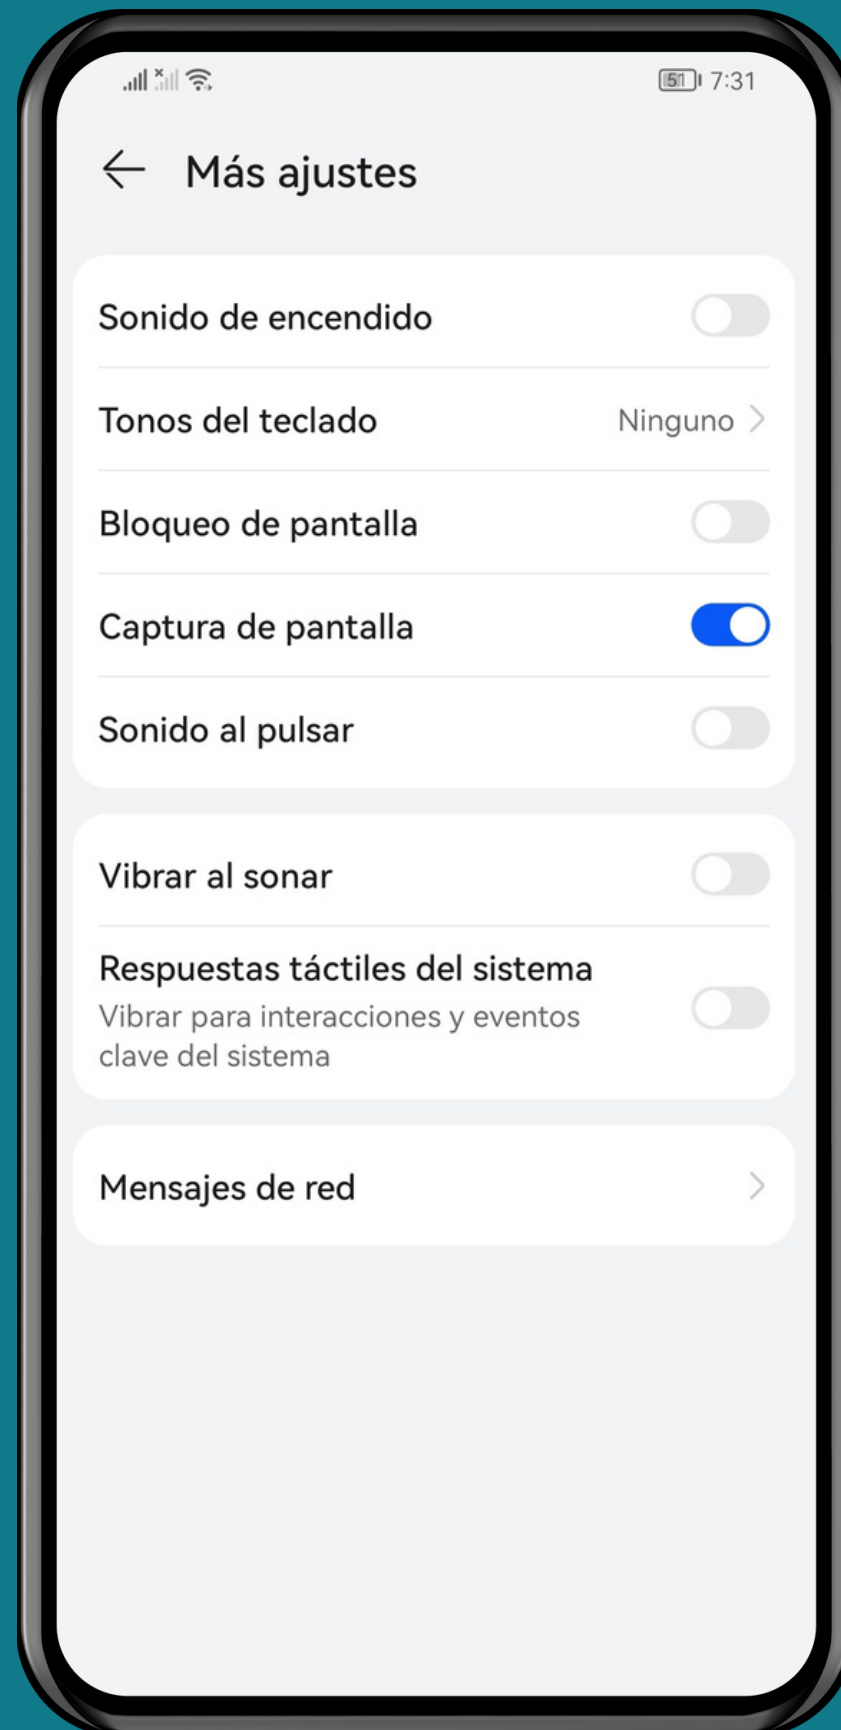 51 7:31
Más ajustes
Sonido de encendido
Tonos del teclado Ninguno
Bloqueo de pantalla
Captura de pantalla
Sonido al pulsar
Vibrar al sonar
Respuestas táctiles del sistema
Vibrar para interacciones y eventos
clave del sistema
Mensajes de red